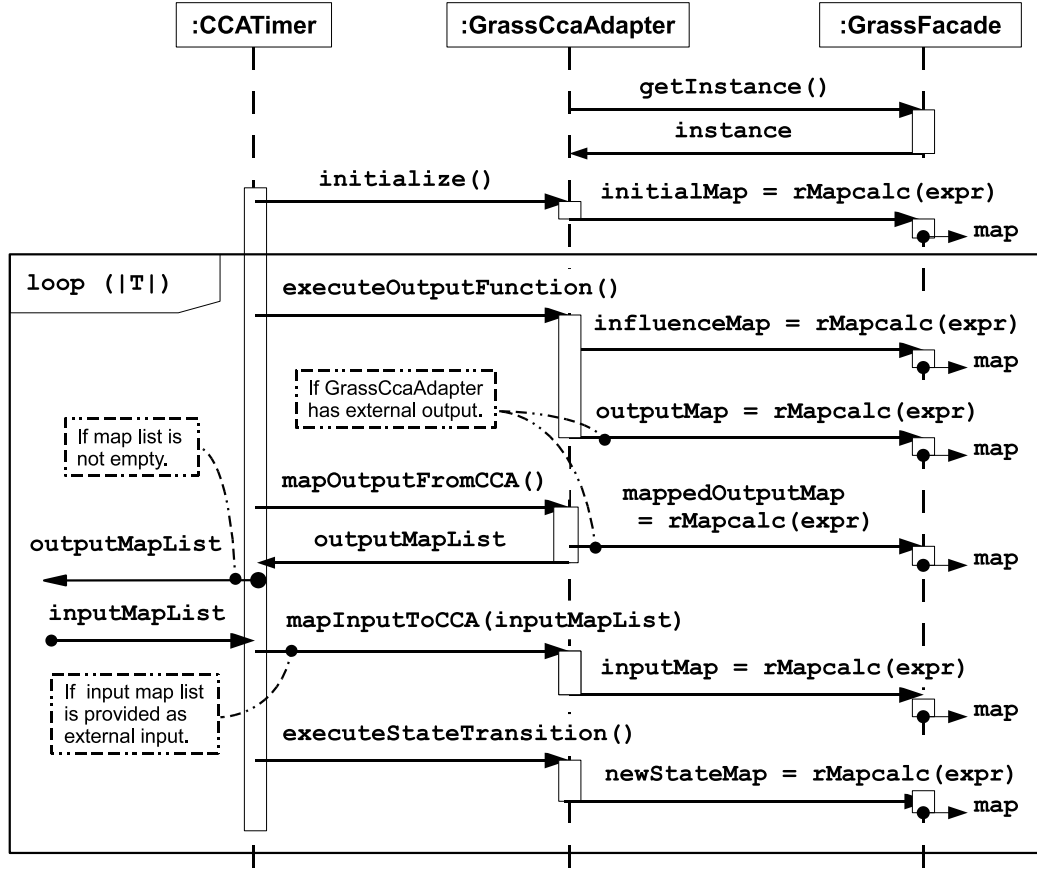 :CCATimer
:GrassCcaAdapter
:GrassFacade
getInstance()
instance
initialize()
initialMap = rMapcalc(expr)
map
loop (|T|)
executeOutputFunction()
influenceMap = rMapcalc(expr)
map
If GrassCcaAdapter
has external output.
outputMap = rMapcalc(expr)
map
If map list is
not empty.
mapOutputFromCCA()
mappedOutputMap
= rMapcalc(expr)
map
outputMapList
outputMapList
inputMapList
mapInputToCCA(inputMapList)
inputMap = rMapcalc(expr)
map
If input map list
is provided as
external input.
executeStateTransition()
newStateMap = rMapcalc(expr)
map